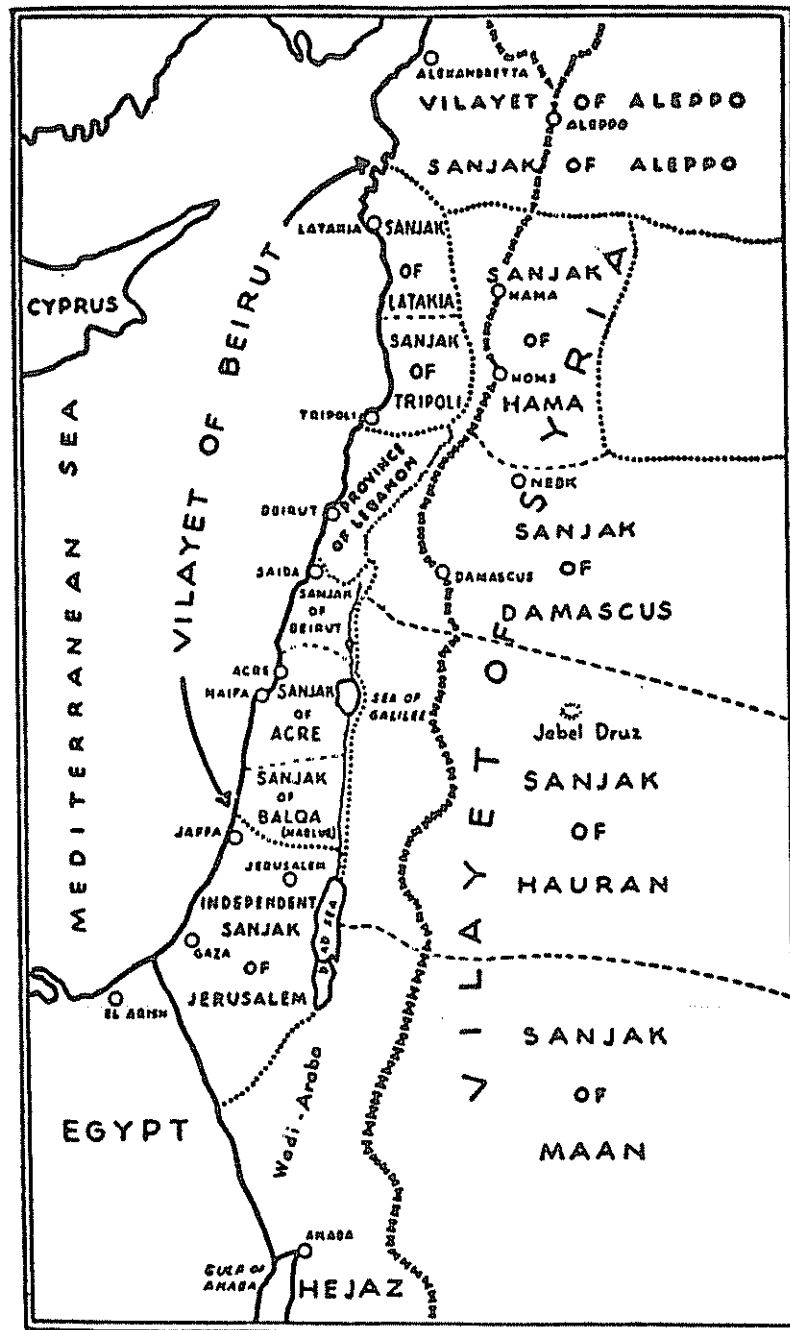 ALEXANDRETTA
VILAYET OF ALEPPO
ALEPPO
SANJAK OF ALEPPO
LATAKIA
SANJAK
OF
LATAKIA
CYPRUS
SANJAK
HAMA
OF
HOMS
HAMA
SANJAK
OF
TRIPOLI
TRIPOLI
VILAYET OF BEIRUT
MEDITERRANEAN SEA
VILAYET OF SYRIA
PROVINCE
OF LEBANON
BEIRUT
NEBK
SANJAK
OF
DAMASCUS
DAMASCUS
SAIDA
SANJAK
OF
BEIRUT
ACRE
HAIFA
SANJAK
OF
ACRE
SEA OF
GALILEE
Jebel Druz
SANJAK
OF
HAURAN
SANJAK
OF
BALQA
(NABLUS)
JAFFA
JERUSALEM
INDEPENDENT
SANJAK
OF
JERUSALEM
DEAD SEA
GAZA
EL ARISH
SANJAK
OF
MAAN
EGYPT
Wadi-Araba
AKABA
GULF OF
AKABA
HEJAZ